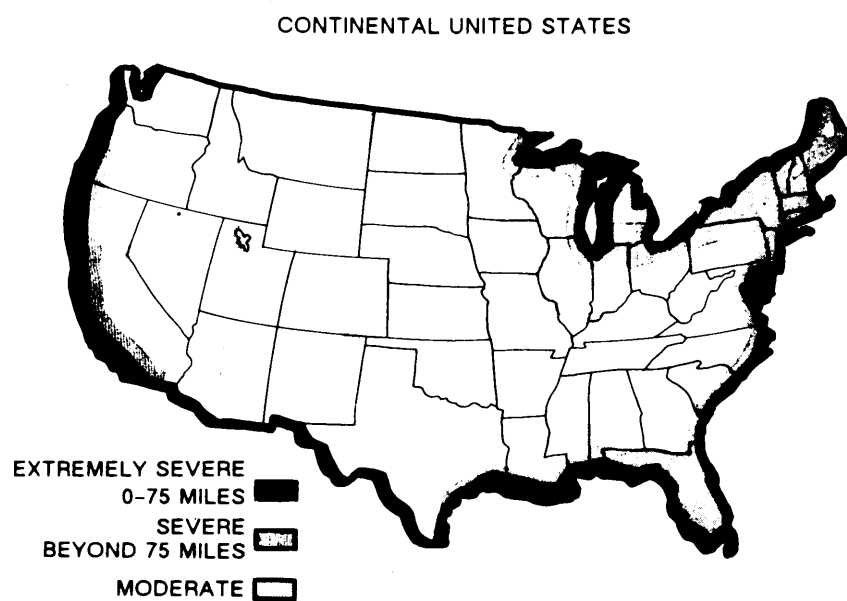 CONTINENTAL UNITED STATES
EXTREMELY SEVERE
0-75 MILES
SEVERE
BEYOND 75 MILES
MODERATE